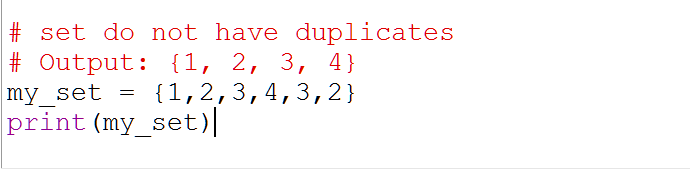 # set do not have duplicates
# Output: {1, 2, 3, 4}
my_set = {1,2,3,4,3,2}
print(my_set)